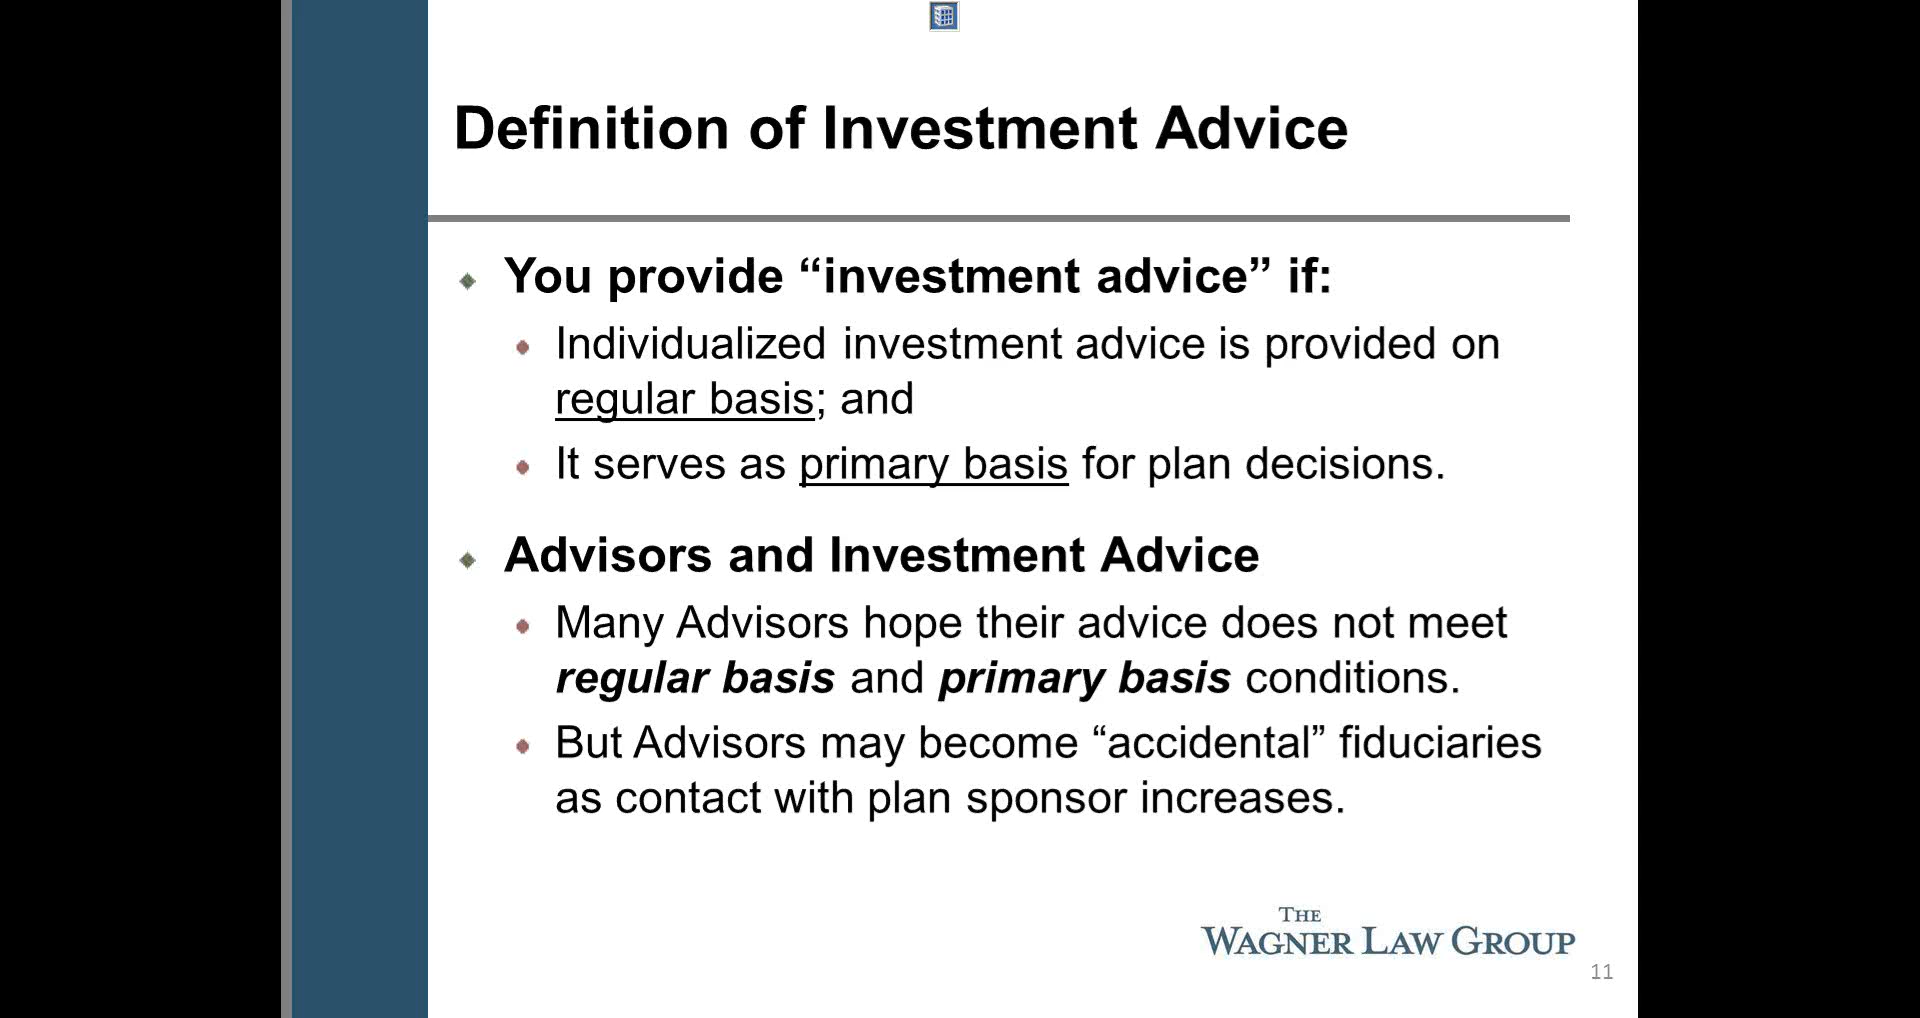 Definition of Investment Advice
You provide “investment advice” if:
Individualized investment advice is provided on
regular basis; and
It serves as primary basis for plan decisions.
Advisors and Investment Advice
Many Advisors hope their advice does not meet
regular basis and primary basis conditions.
But Advisors may become “accidental” fiduciaries
as contact with plan sponsor increases.
THE
WAGNER LAW GROUP
11